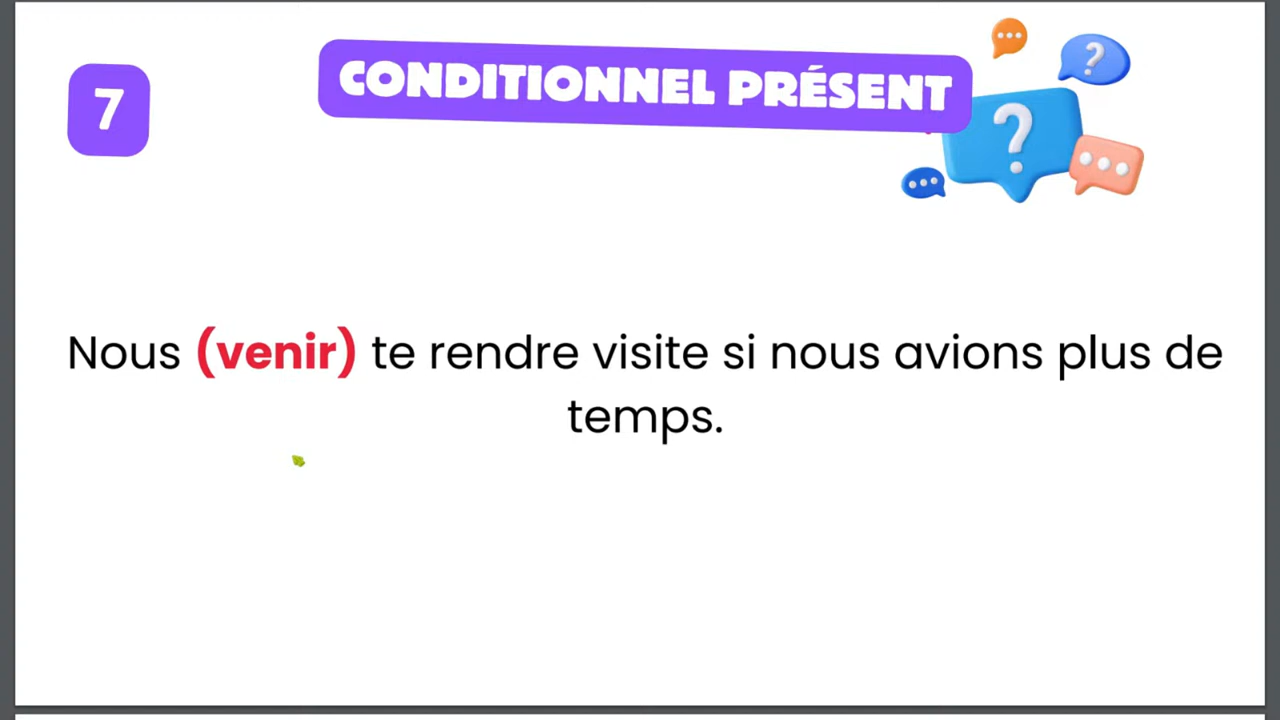 7
CONDITIONNEL PRÉSENT
Nous (venir) te rendre visite si nous avions plus de
temps.